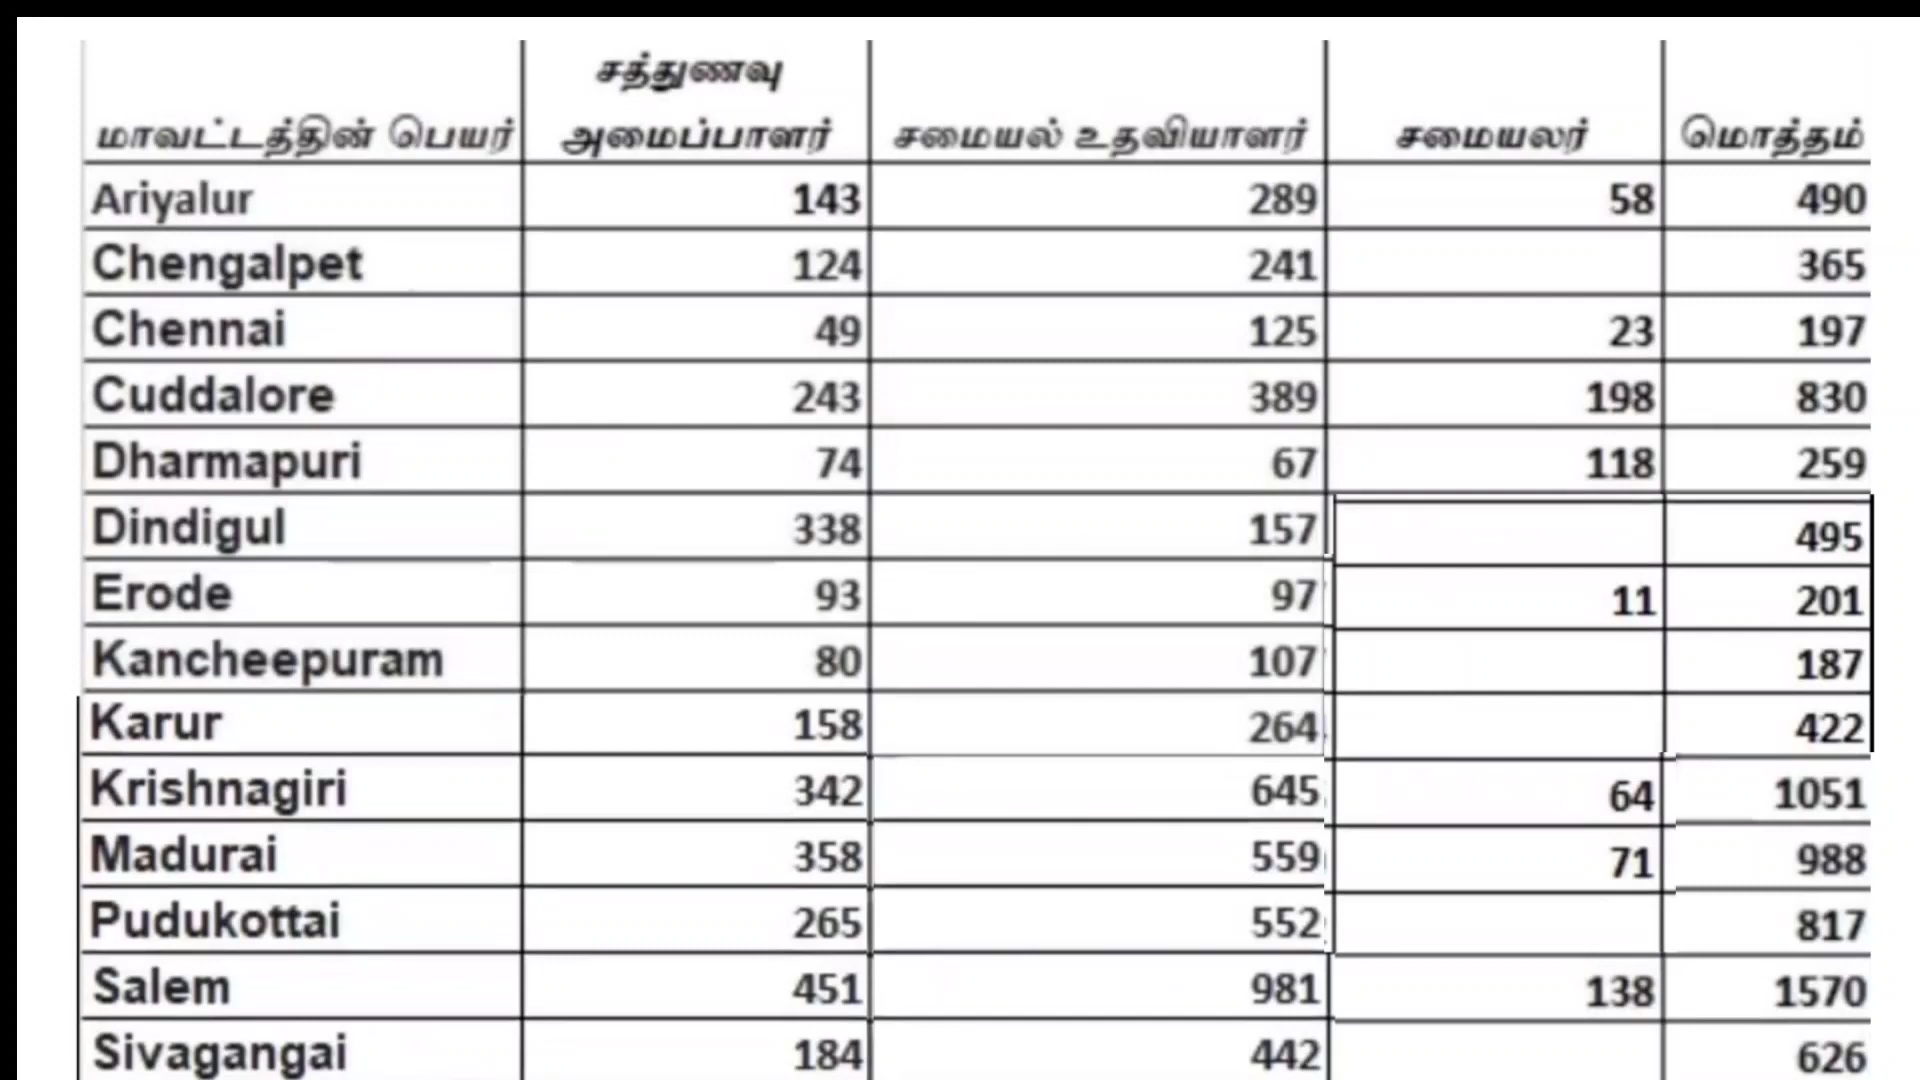 சத்துணவு
மாவட்டத்தின் பெயர் அமைப்பாளர் சமையல் உதவியாளர் சமையலர் மொத்தம்
Ariyalur 143 289 58 490
Chengalpet 124 241 365
Chennai 49 125 23 197
Cuddalore 243 389 198 830
Dharmapuri 74 67 118 259
Dindigul 338 157 495
Erode 93 97 11 201
Kancheepuram 80 107 187
Karur 158 264 422
Krishnagiri 342 645 64 1051
Madurai 358 559 71 988
Pudukottai 265 552 817
Salem 451 981 138 1570
Sivagangai 184 442 626